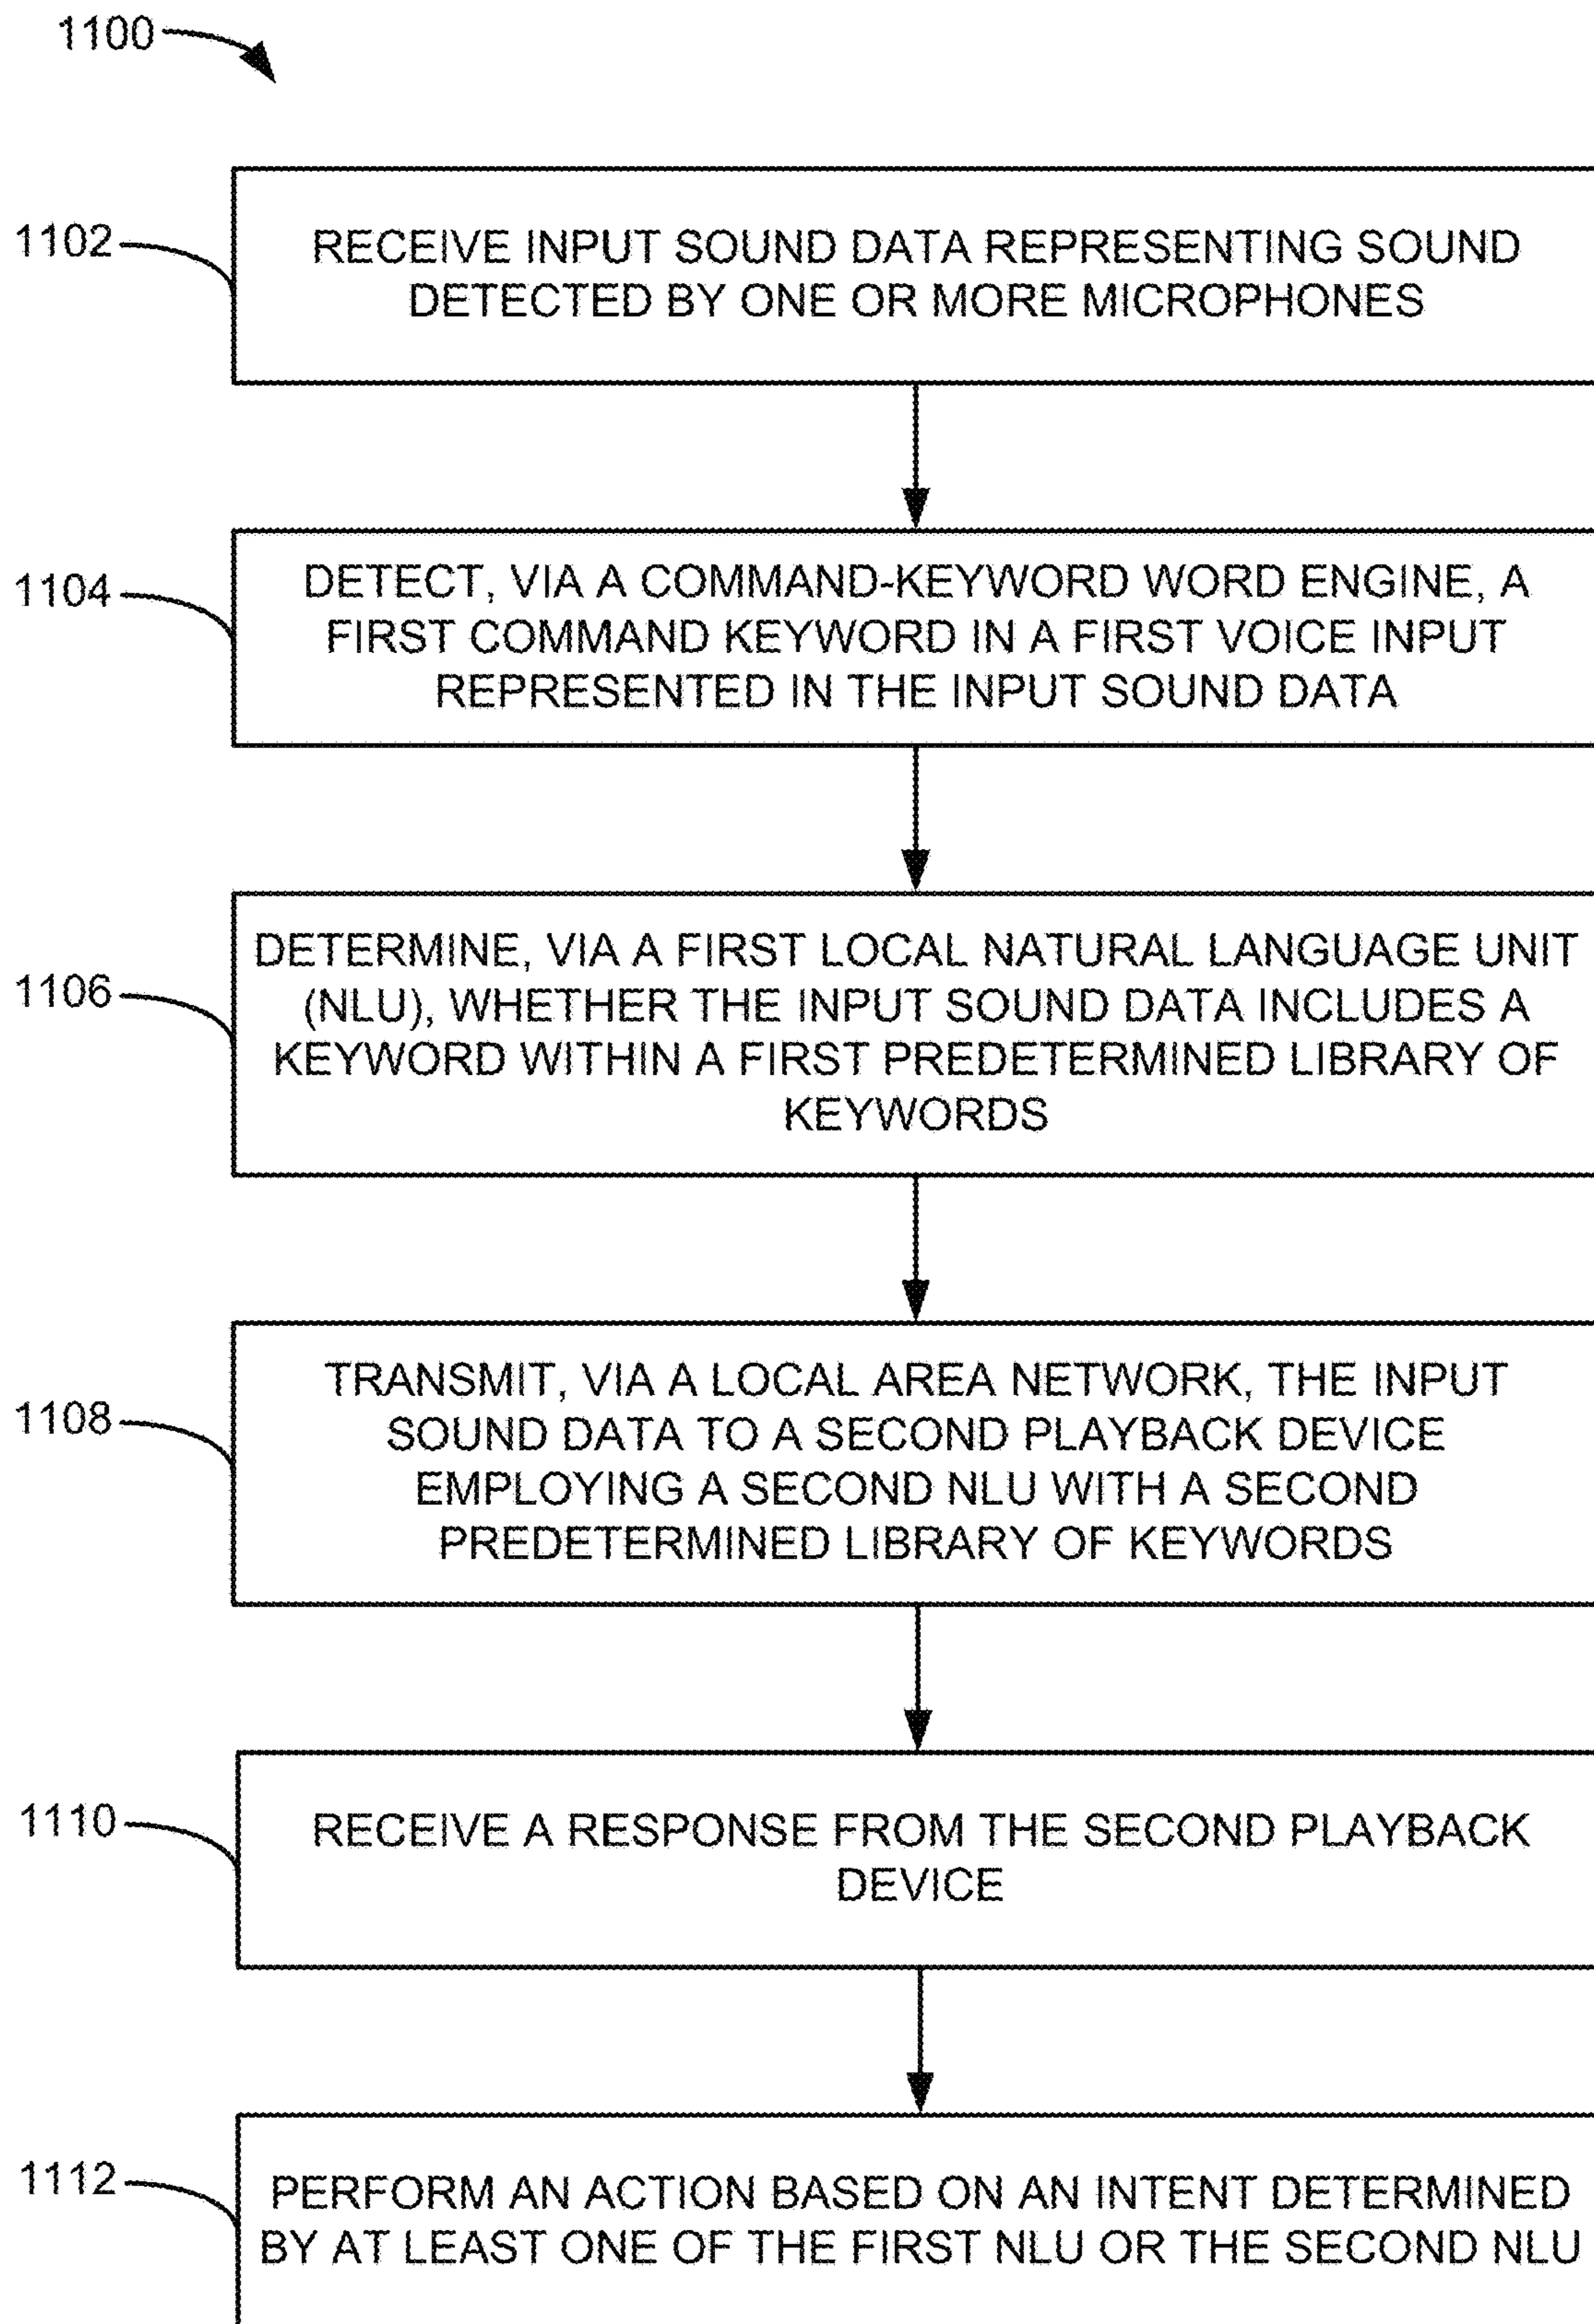 1100
1102
RECEIVE INPUT SOUND DATA REPRESENTING SOUND
DETECTED BY ONE OR MORE MICROPHONES
1104
DETECT, VIA A COMMAND-KEYWORD WORD ENGINE, A
FIRST COMMAND KEYWORD IN A FIRST VOICE INPUT
REPRESENTED IN THE INPUT SOUND DATA
1106
DETERMINE, VIA A FIRST LOCAL NATURAL LANGUAGE UNIT
(NLU), WHETHER THE INPUT SOUND DATA INCLUDES A
KEYWORD WITHIN A FIRST PREDETERMINED LIBRARY OF
KEYWORDS
1108
TRANSMIT, VIA A LOCAL AREA NETWORK, THE INPUT
SOUND DATA TO A SECOND PLAYBACK DEVICE
EMPLOYING A SECOND NLU WITH A SECOND
PREDETERMINED LIBRARY OF KEYWORDS
1110
RECEIVE A RESPONSE FROM THE SECOND PLAYBACK
DEVICE
1112
PERFORM AN ACTION BASED ON AN INTENT DETERMINED
BY AT LEAST ONE OF THE FIRST NLU OR THE SECOND NLU